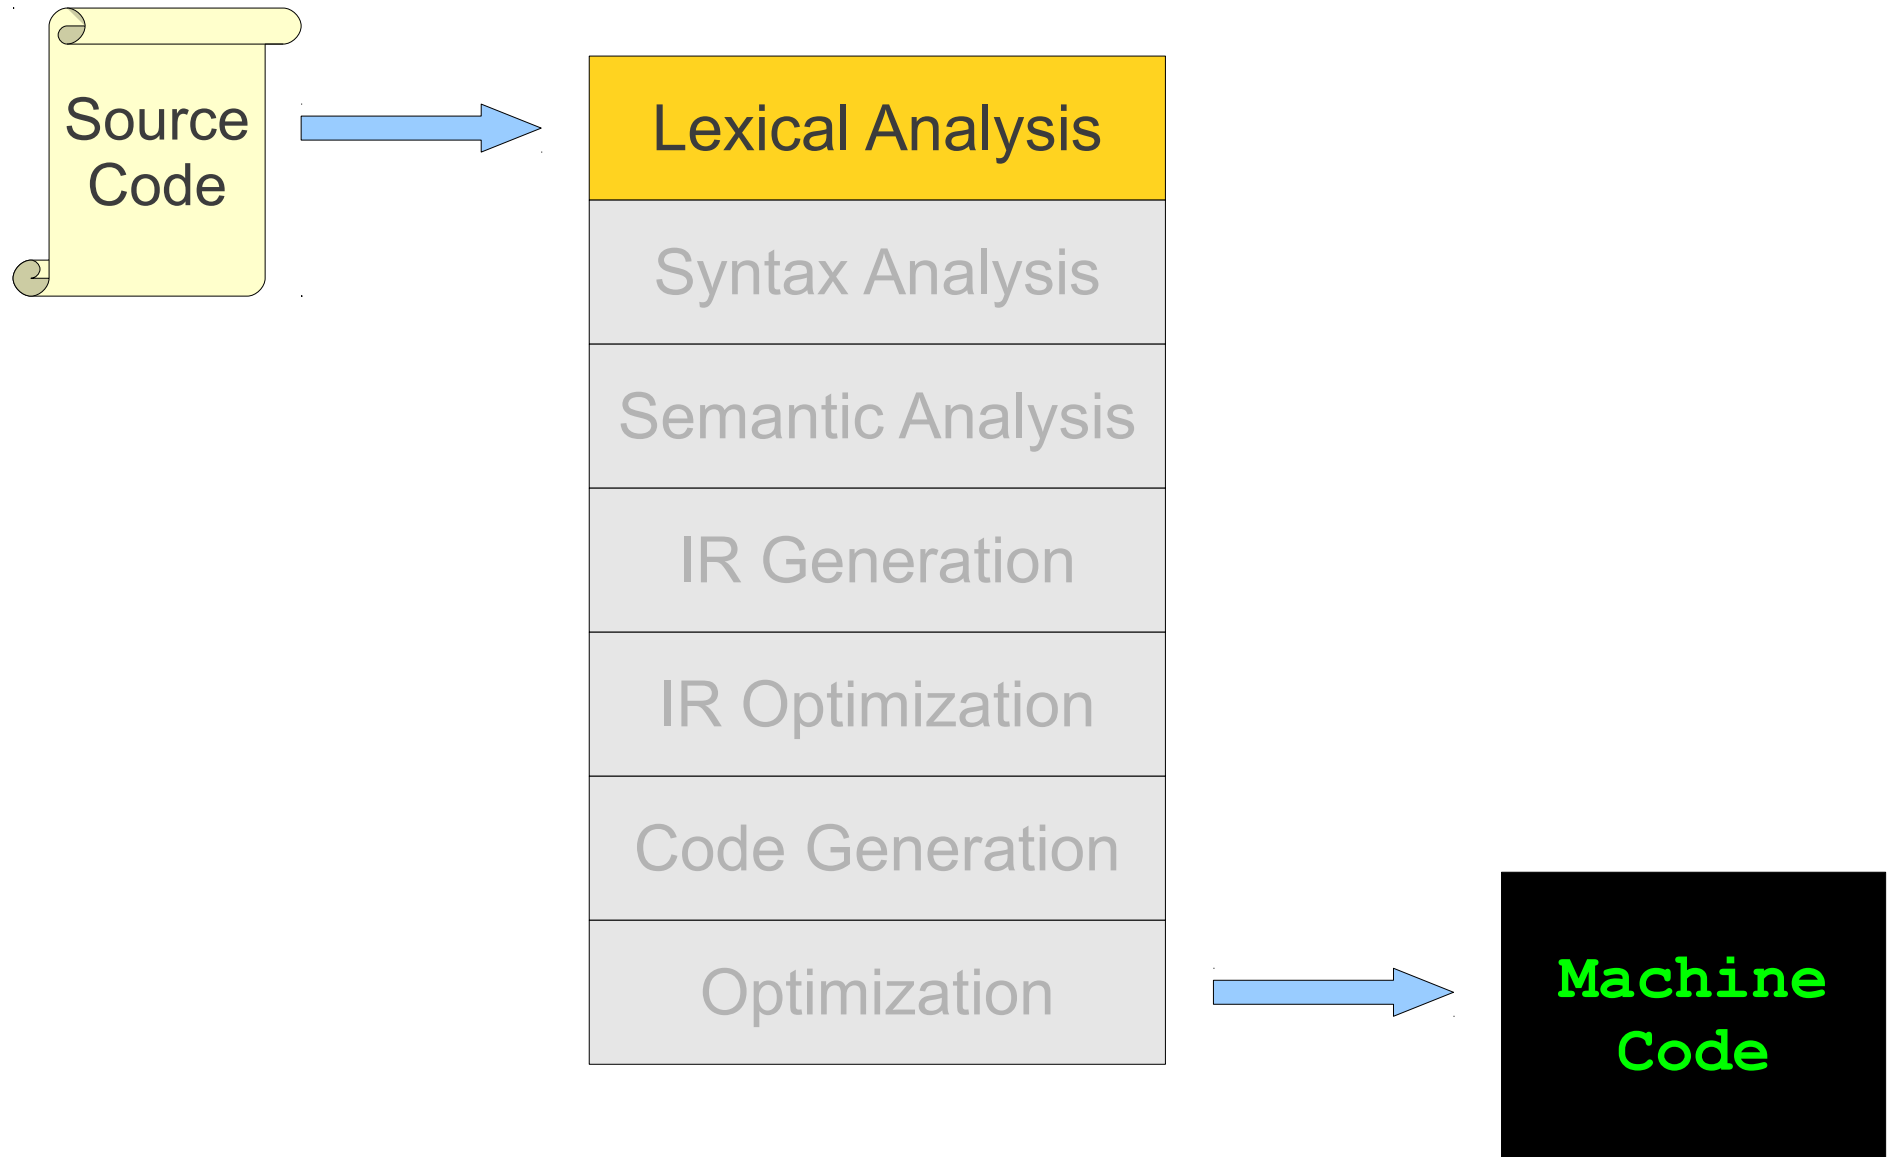 Source
Code
Lexical Analysis
Syntax Analysis
Semantic Analysis
IR Generation
IR Optimization
Code Generation
Optimization
Machine
Code